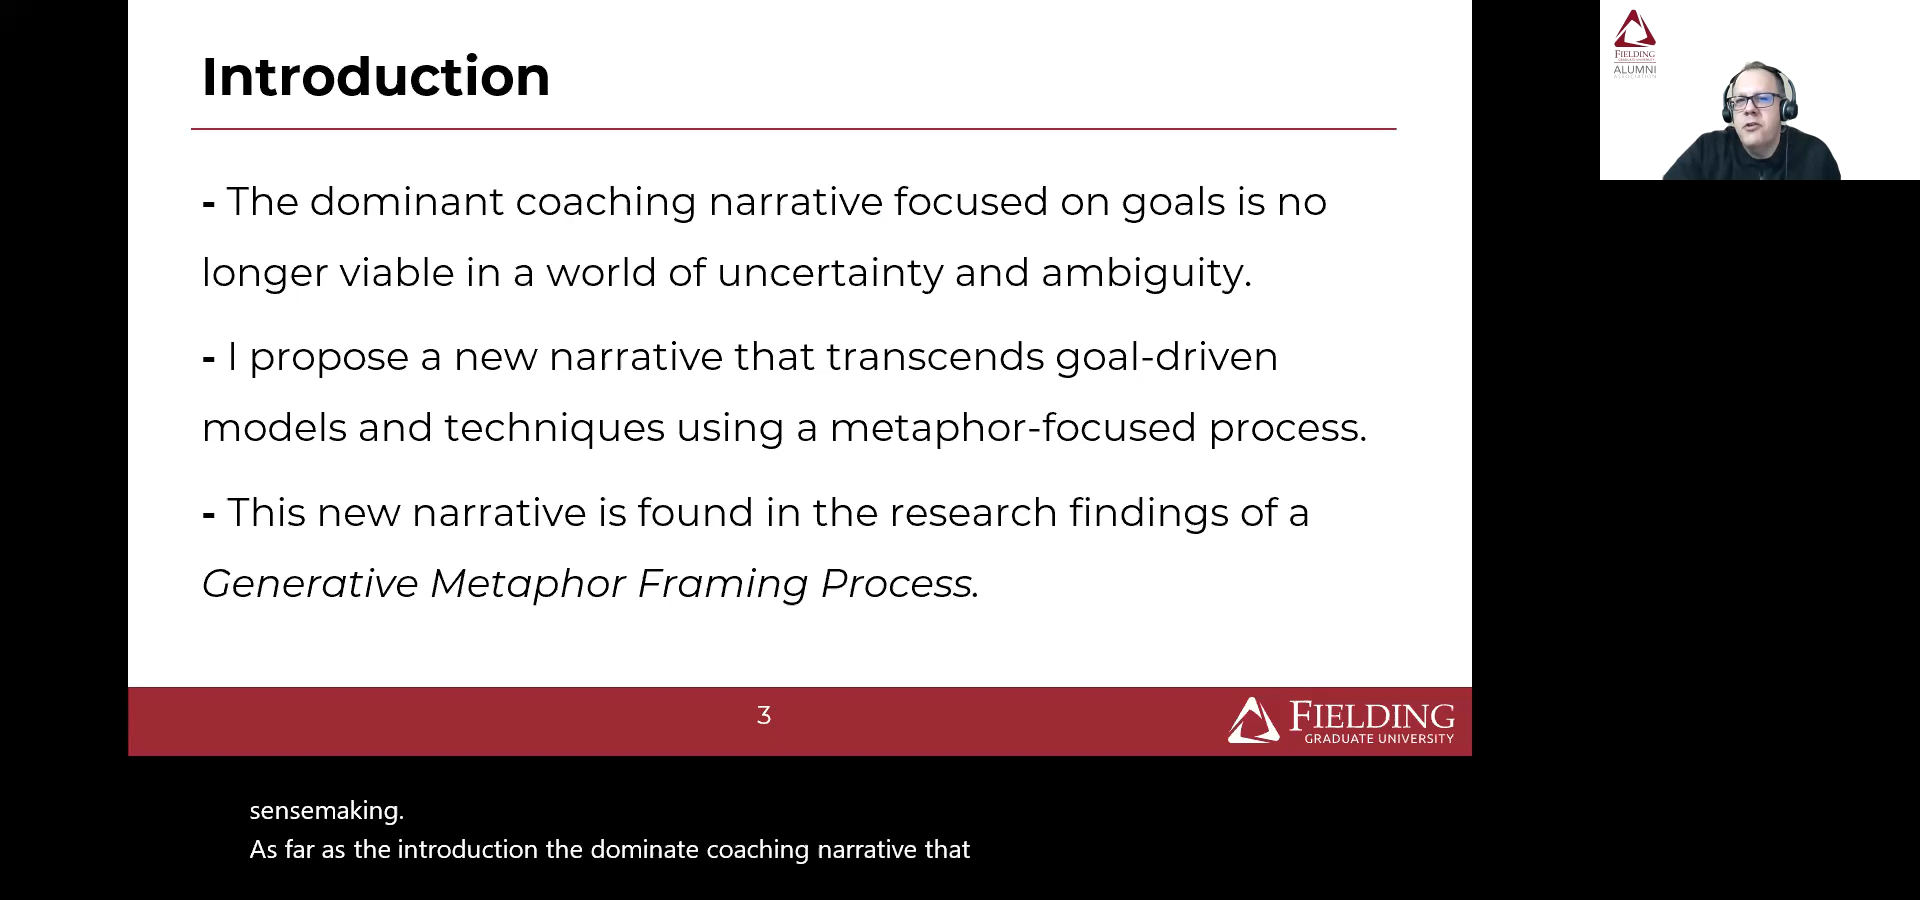 Introduction
- The dominant coaching narrative focused on goals is no
longer viable in a world of uncertainty and ambiguity.
- I propose a new narrative that transcends goal-driven
models and techniques using a metaphor-focused process.
- This new narrative is found in the research findings of a
Generative Metaphor Framing Process.
3
FIELDING
GRADUATE UNIVERSITY
FIELDING
GRADUATE UNIVERSITY
ALUMNI
ASSOCIATION
sensemaking.
As far as the introduction the dominate coaching narrative that